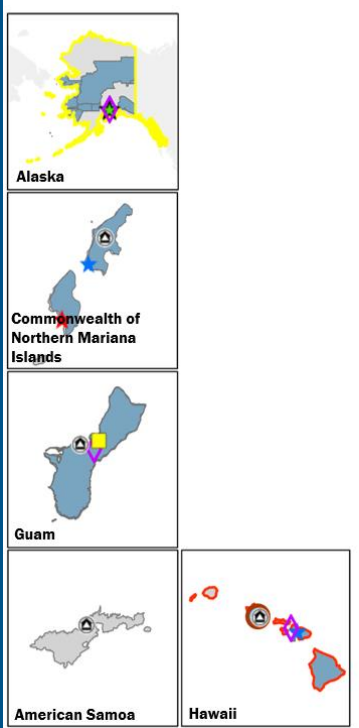 Alaska
Commonwealth of
Northern Mariana
Islands
Guam
American Samoa
Hawaii